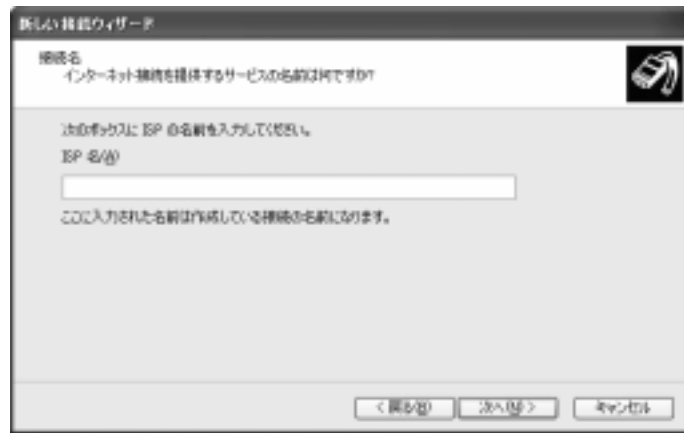 新しい接続ウィザード
接続名
インターネット接続を提供するサービスの名前は何ですか?
次のボックスに ISP の名前を入力してください。
ISP 名(A)
ここに入力された名前は作成している接続の名前になります。
< 戻る(B)
次へ(N) >
キャンセル